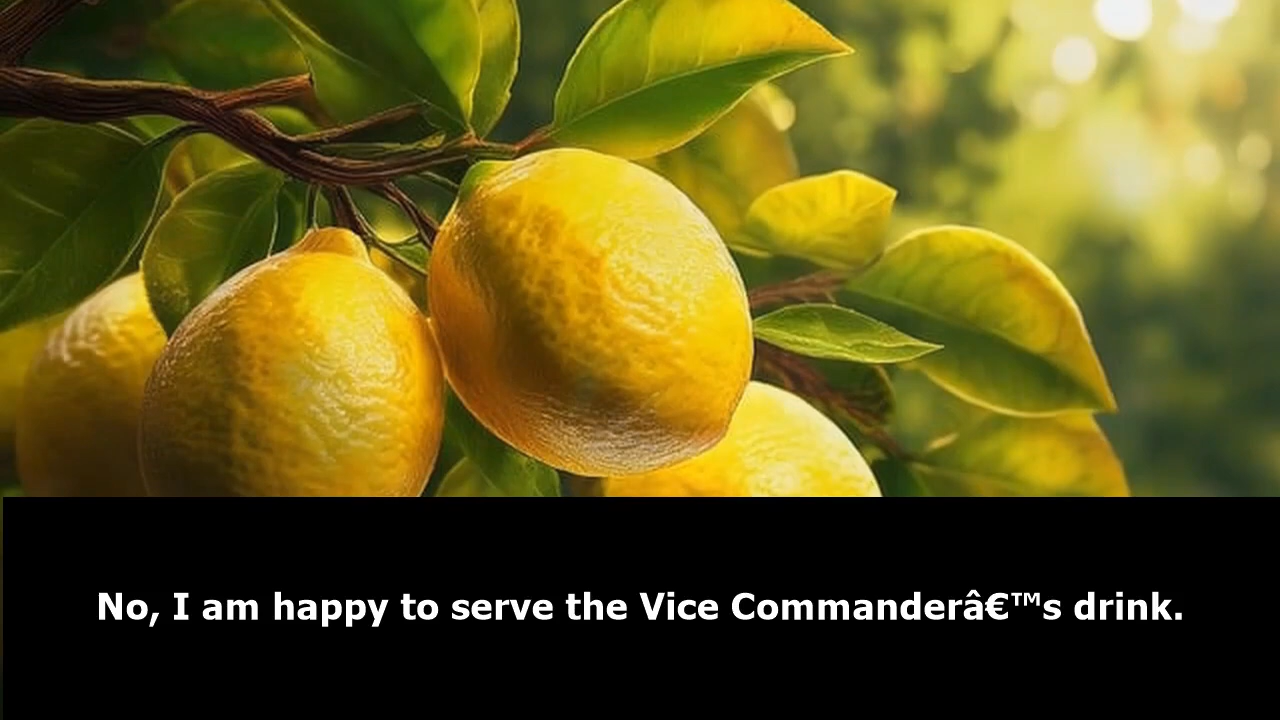 No, I am happy to serve the Vice Commanderâ€™s drink.